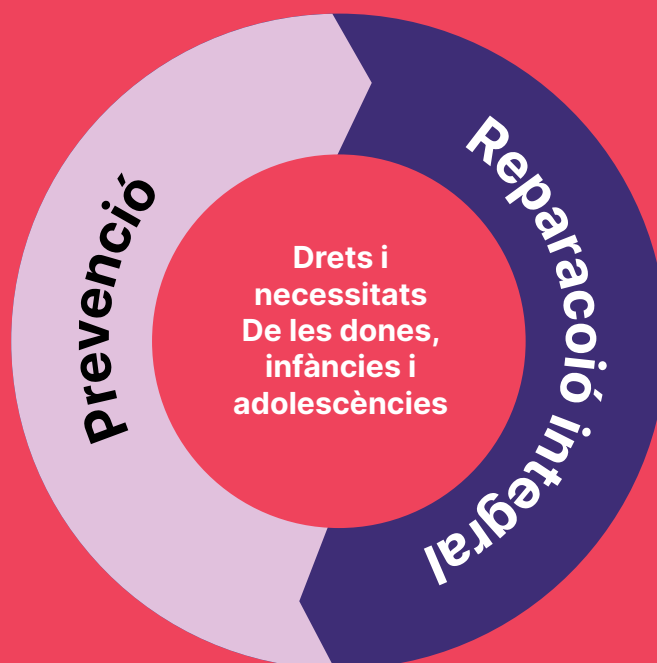 Prevenció
Reparacoió integral
Drets i
necessitats
De les dones,
infàncies i
adolescències